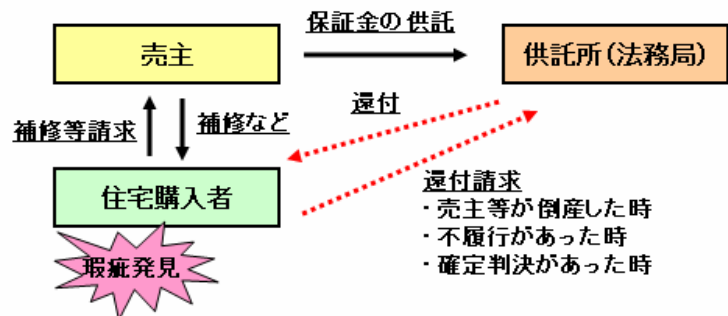 保証金の供託
売主
供託所(法務局)
還付
補修等請求
補修など
住宅購入者
還付請求
・売主等が倒産した時
・不履行があった時
・確定判決があった時
瑕疵発見